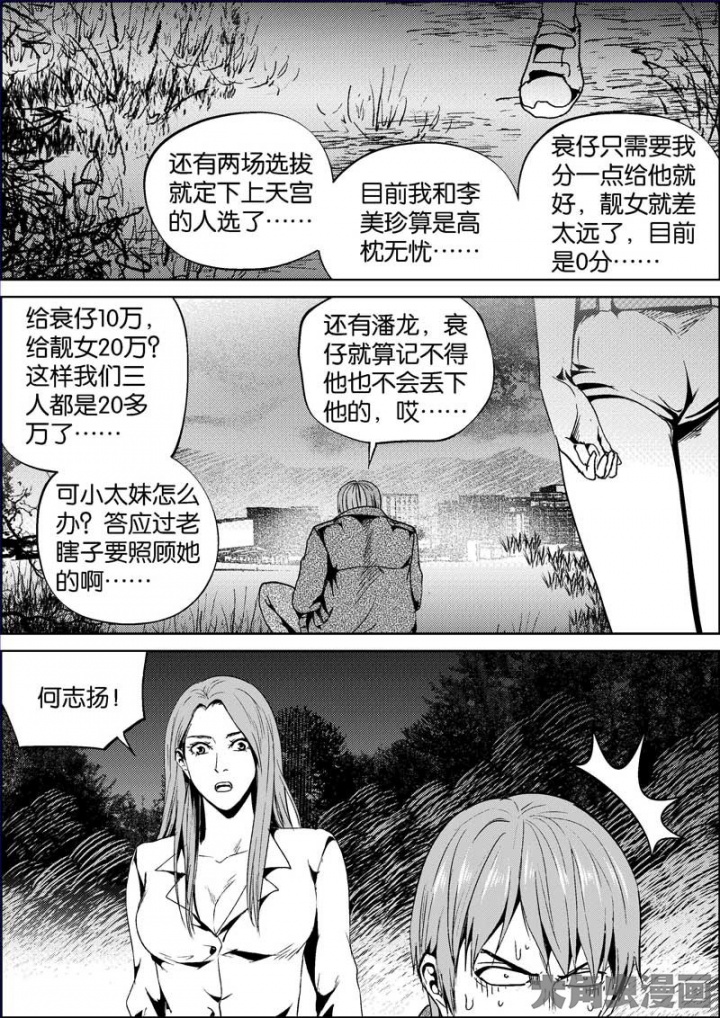 还有两场选拔
就定下上天宫
的人选了……
目前我和李
美珍算是高
枕无忧……
衰仔只需要我
分一点给他就
好，靓女就差
太远了，目前
是0分……
给衰仔10万，
给靓女20万？
这样我们三
人都是20多
万了……
可小太妹怎么
办？答应过老
瞎子要照顾她
的啊……
还有潘龙，衰
仔就算记不得
他也不会丢下
他的，哎……
何志扬！
大角虫漫画